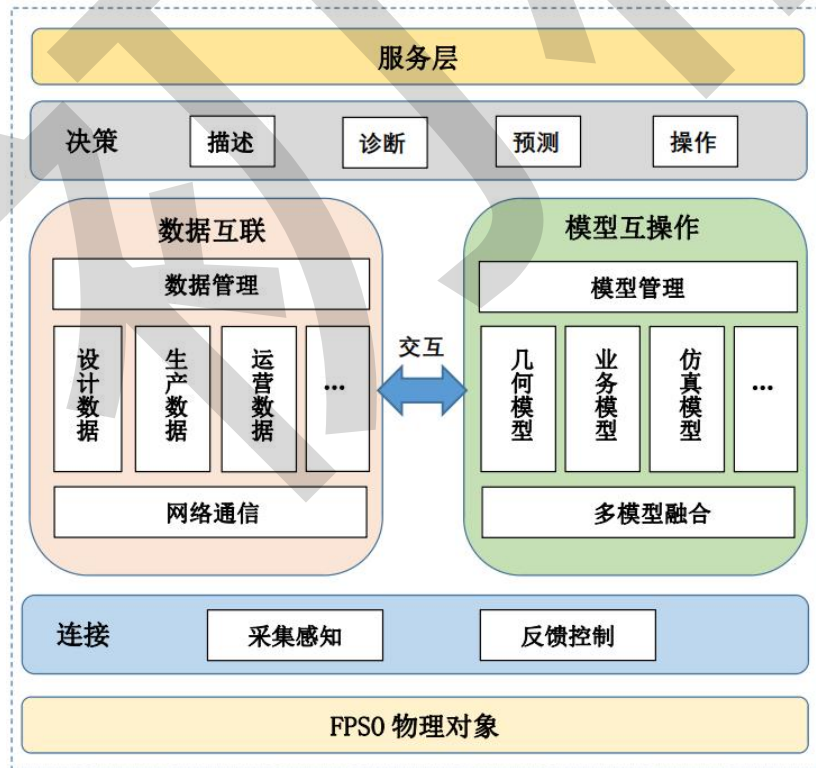 服务层
决策
描述
诊断
预测
操作
数据互联
数据管理
设计数据
生产数据
运营数据
...
网络通信
交互
模型互操作
模型管理
几何模型
业务模型
仿真模型
...
多模型融合
连接
采集感知
反馈控制
FPSO 物理对象